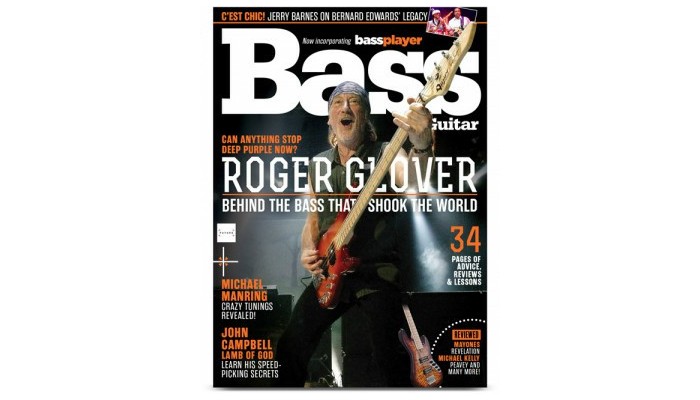 C'EST CHIC! JERRY BARNES ON BERNARD EDWARDS' LEGACY
Now incorporating bassplayer
Bass
Guitar
CAN ANYTHING STOP
DEEP PURPLE NOW?
ROGER GLOVER
BEHIND THE BASS THAT SHOOK THE WORLD
34
PAGES OF
ADVICE,
REVIEWS
& LESSONS
MICHAEL
MANRING
CRAZY TUNINGS
REVEALED!
JOHN
CAMPBELL
LAMB OF GOD
LEARN HIS SPEED-
PICKING SECRETS
REVIEWED
MAYONES
REVELATION
MICHAEL KELLY
PEAVEY AND
MANY MORE!